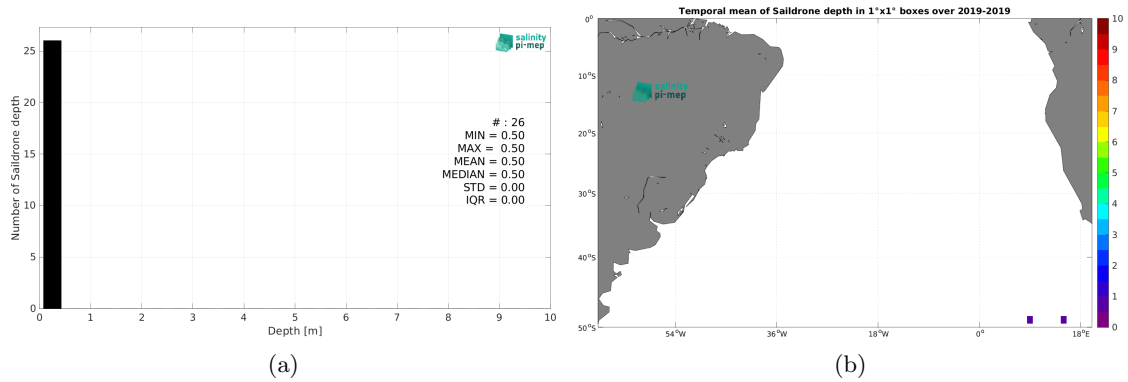 25
20
15
10
5
0
Number of Saildrone depth
salinity
pi-mep
# : 26
MIN = 0.50
MAX = 0.50
MEAN = 0.50
MEDIAN = 0.50
STD = 0.00
IQR = 0.00
0 1 2 3 4 5 6 7 8 9 10
Depth [m]
(a)
Temporal mean of Saildrone depth in 1°x1° boxes over 2019-2019
0°
10°S
20°S
30°S
40°S
50°S
salinity
pi-mep
54°W 36°W 18°W 0° 18°E
10
9
8
7
6
5
4
3
2
1
0
(b)